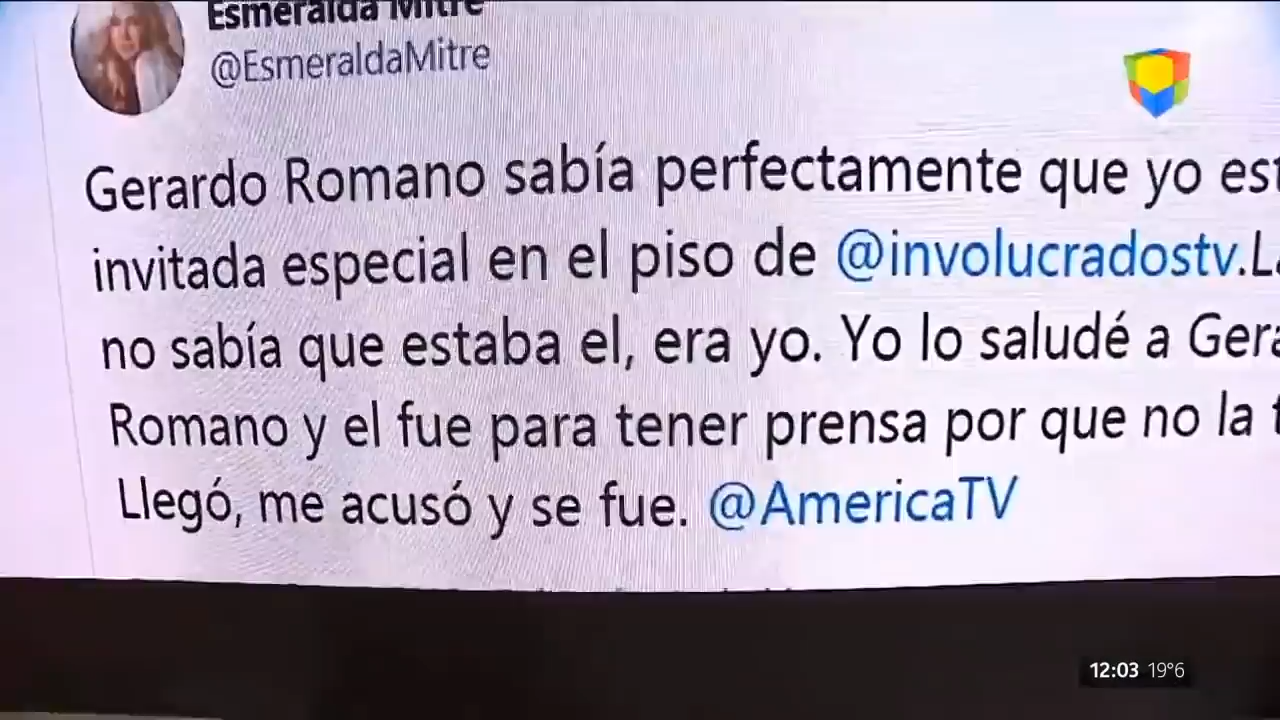 Esmeralda Mitre
@EsmeraldaMitre
Gerardo Romano sabía perfectamente que yo
invitada especial en el piso de @involucradostv.
no sabía que estaba el, era yo. Yo lo saludé a
Romano y el fue para tener prensa por que no la
Llegó, me acusó y se fue. @AmericaTV
12:03 19°6